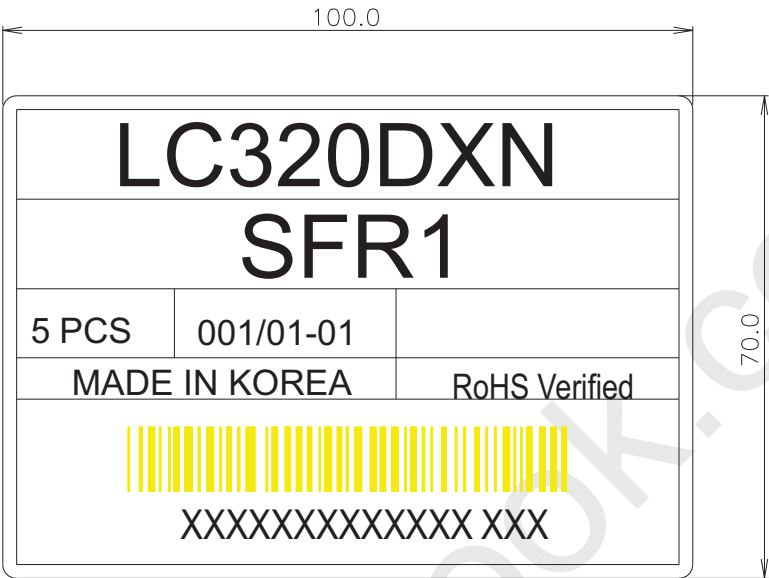 100.0
LC320DXN
SFR1
5 PCS 001/01-01
MADE IN KOREA RoHS Verified
XXXXXXXXXXXXX XXX
70.0